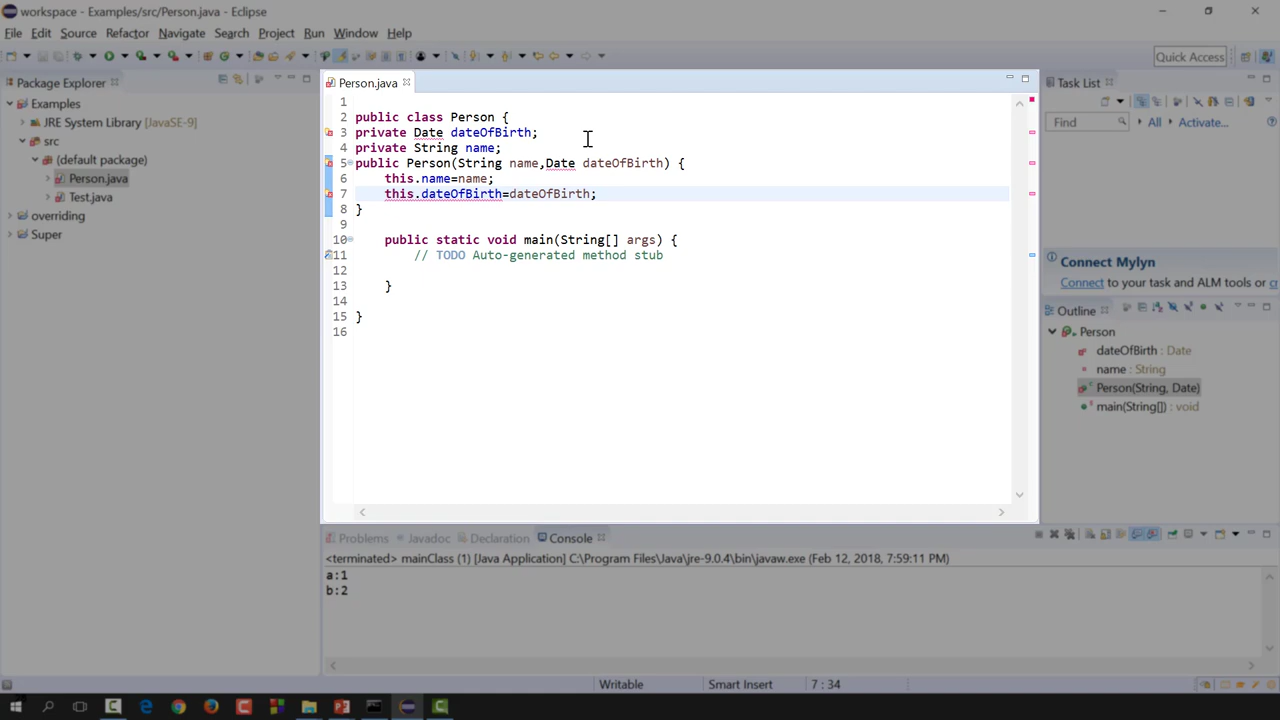 workspace - Examples/src/Person.java - Eclipse
File Edit Source Refactor Navigate Search Project Run Window Help
Quick Access
Package Explorer
Examples
JRE System Library [JavaSE-9]
src
(default package)
Person.java
Test.java
overriding
Super
Person.java
1
2 public class Person {
3 private Date dateOfBirth;
4 private String name;
5 public Person(String name,Date dateOfBirth) {
6 this.name=name;
7 this.dateOfBirth=dateOfBirth;
8 }
9
10 public static void main(String[] args) {
11 // TODO Auto-generated method stub
12
13 }
14
15 }
16
Task List
Find All Activate...
Connect Mylyn
Connect to your task and ALM tools or
Outline
Person
dateOfBirth : Date
name : String
Person(String, Date)
main(String[]) : void
Problems Javadoc Declaration Console
<terminated> mainClass (1) [Java Application] C:\Program Files\Java\jre-9.0.4\bin\javaw.exe (Feb 12, 2018, 7:59:11 PM)
a:1
b:2
Writable Smart Insert 7 : 34